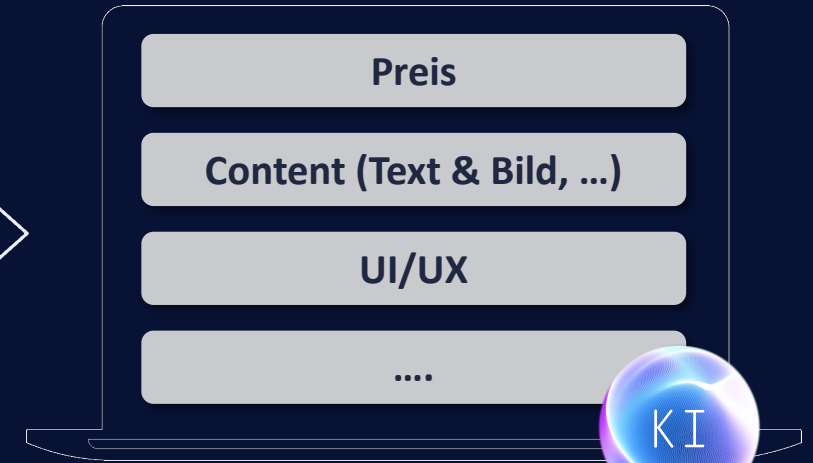 Preis
Content (Text & Bild, …)
UI/UX
….
KI